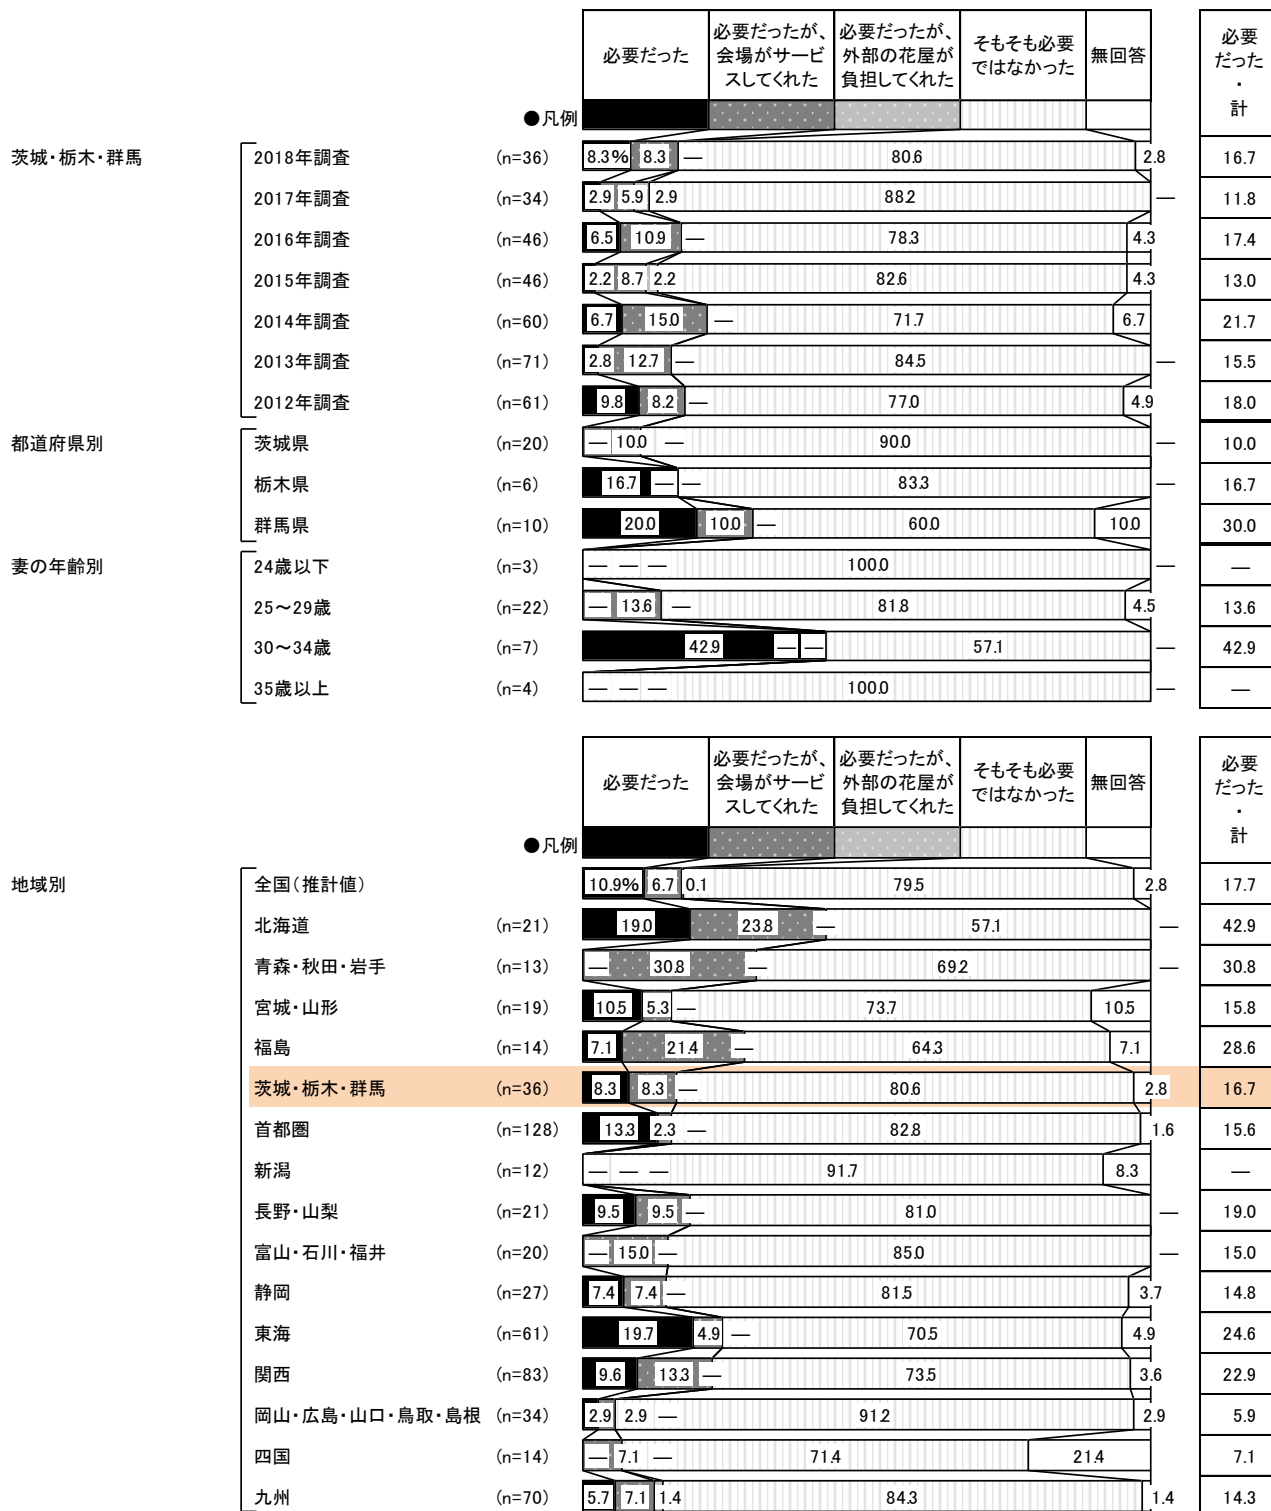 必要だった 必要だったが、会場がサービスしてくれた 必要だったが、外部の花屋が負担してくれた そもそも必要ではなかった 無回答 必要だった・計
●凡例
茨城・栃木・群馬 2018年調査 (n=36) 8.3% 8.3 — 80.6 2.8 16.7
2017年調査 (n=34) 2.9 5.9 2.9 88.2 — 11.8
2016年調査 (n=46) 6.5 10.9 — 78.3 4.3 17.4
2015年調査 (n=46) 2.2 8.7 2.2 82.6 4.3 13.0
2014年調査 (n=60) 6.7 15.0 — 71.7 6.7 21.7
2013年調査 (n=71) 2.8 12.7 — 84.5 — 15.5
2012年調査 (n=61) 9.8 8.2 — 77.0 4.9 18.0
都道府県別 茨城県 (n=20) — 10.0 — 90.0 — 10.0
栃木県 (n=6) 16.7 — — 83.3 — 16.7
群馬県 (n=10) 20.0 10.0 — 60.0 10.0 30.0
妻の年齢別 24歳以下 (n=3) — — — 100.0 — —
25～29歳 (n=22) — 13.6 — 81.8 4.5 13.6
30～34歳 (n=7) 42.9 — — 57.1 — 42.9
35歳以上 (n=4) — — — 100.0 — —
必要だった 必要だったが、会場がサービスしてくれた 必要だったが、外部の花屋が負担してくれた そもそも必要ではなかった 無回答 必要だった・計
●凡例
地域別 全国(推計値) 10.9% 6.7 0.1 79.5 2.8 17.7
北海道 (n=21) 19.0 23.8 — 57.1 — 42.9
青森・秋田・岩手 (n=13) — 30.8 — 69.2 — 30.8
宮城・山形 (n=19) 10.5 5.3 — 73.7 10.5 15.8
福島 (n=14) 7.1 21.4 — 64.3 7.1 28.6
茨城・栃木・群馬 (n=36) 8.3 8.3 — 80.6 2.8 16.7
首都圏 (n=128) 13.3 2.3 — 82.8 1.6 15.6
新潟 (n=12) — — — 91.7 8.3 —
長野・山梨 (n=21) 9.5 9.5 — 81.0 — 19.0
富山・石川・福井 (n=20) — 15.0 — 85.0 — 15.0
静岡 (n=27) 7.4 7.4 — 81.5 3.7 14.8
東海 (n=61) 19.7 4.9 — 70.5 4.9 24.6
関西 (n=83) 9.6 13.3 — 73.5 3.6 22.9
岡山・広島・山口・鳥取・島根 (n=34) 2.9 2.9 — 91.2 2.9 5.9
四国 (n=14) — 7.1 — 71.4 21.4 7.1
九州 (n=70) 5.7 7.1 1.4 84.3 1.4 14.3